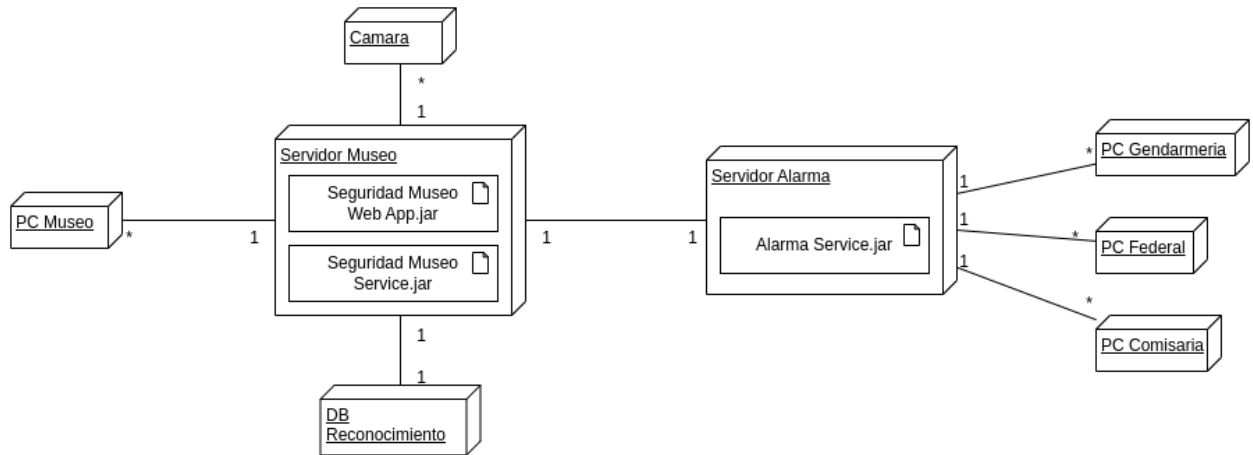 Camara
*
1
Servidor Museo
Seguridad Museo
Web App.jar
Seguridad Museo
Service.jar
PC Museo
*
1
1
1
DB
Reconocimiento
1
1
Servidor Alarma
Alarma Service.jar
1
*
PC Gendarmeria
1
*
PC Federal
1
*
PC Comisaria